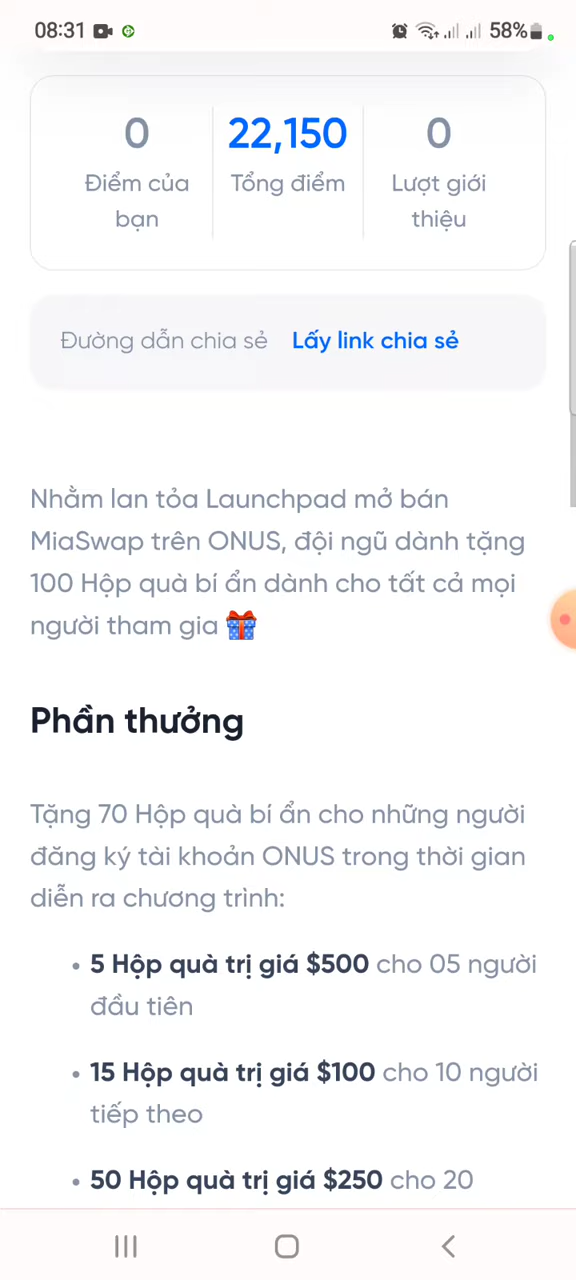 08:31
58%
0
22,150
0
Điểm của
bạn
Tổng điểm
Lượt giới
thiệu
Đường dẫn chia sẻ Lấy link chia sẻ
Nhằm lan tỏa Launchpad mở bán
MiaSwap trên ONUS, đội ngũ dành tặng
100 Hộp quà bí ẩn dành cho tất cả mọi
người tham gia 🎁
Phần thưởng
Tặng 70 Hộp quà bí ẩn cho những người
đăng ký tài khoản ONUS trong thời gian
diễn ra chương trình:
• 5 Hộp quà trị giá $500 cho 05 người
đầu tiên
• 15 Hộp quà trị giá $100 cho 10 người
tiếp theo
• 50 Hộp quà trị giá $250 cho 20